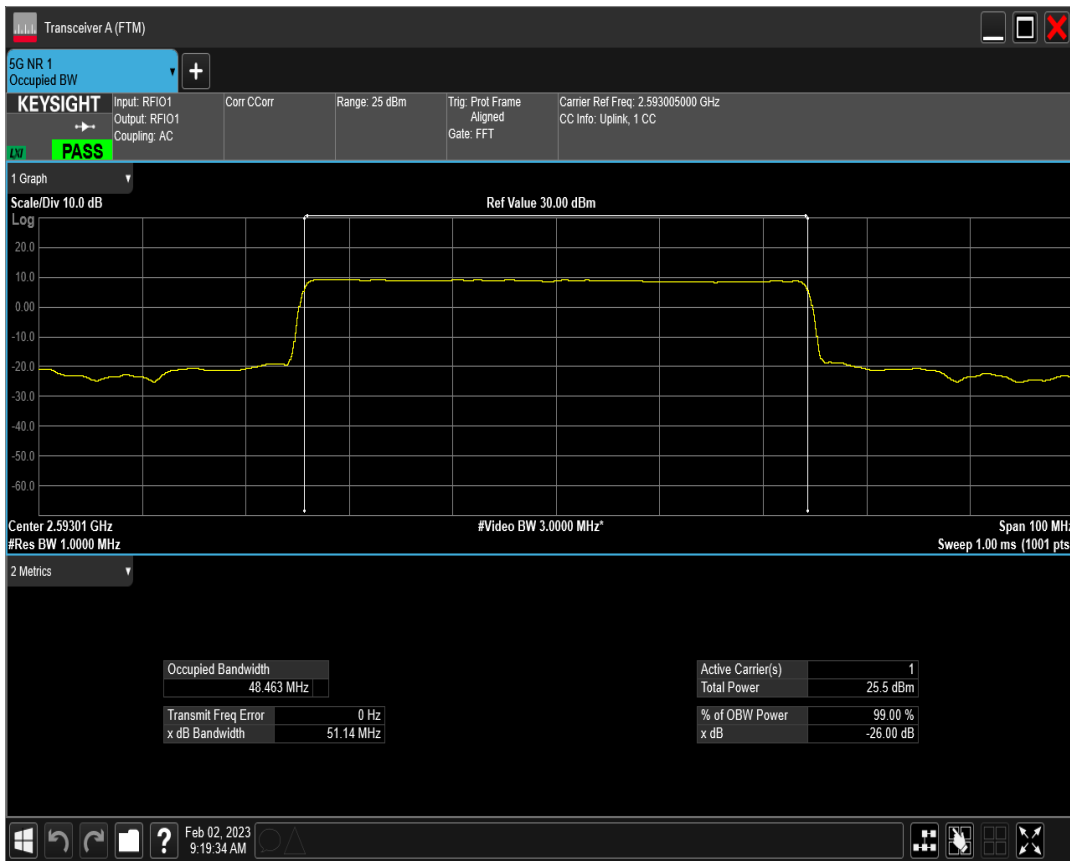 Transceiver A (FTM)
5G NR 1
Occupied BW
+
KEYSIGHT
LXI
PASS
Input: RFIO1
Output: RFIO1
Coupling: AC
Corr CCorr
Range: 25 dBm
Trig: Prot Frame
Aligned
Gate: FFT
Carrier Ref Freq: 2.593005000 GHz
CC Info: Uplink, 1 CC
1 Graph
Scale/Div 10.0 dB
Ref Value 30.00 dBm
Log
20.0
10.0
0.00
-10.0
-20.0
-30.0
-40.0
-50.0
-60.0
Center 2.59301 GHz
#Video BW 3.0000 MHz*
Span 100 MHz
#Res BW 1.0000 MHz
Sweep 1.00 ms (1001 pts
2 Metrics
Occupied Bandwidth
48.463 MHz
Transmit Freq Error 0 Hz
x dB Bandwidth 51.14 MHz
Active Carrier(s) 1
Total Power 25.5 dBm
% of OBW Power 99.00 %
x dB -26.00 dB
?
Feb 02, 2023
9:19:34 AM